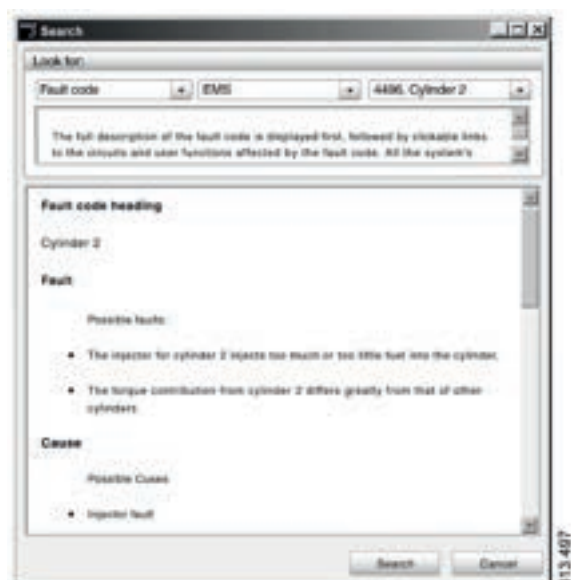 Search
Look for:
Fault code EMS 4496, Cylinder 2
The full description of the fault code is displayed first, followed by clickable links
to the circuits and user functions affected by the fault code. All the system's
Fault code heading
Cylinder 2
Fault
Possible faults:
• The injector for cylinder 2 injects too much or too little fuel into the cylinder.
• The torque contribution from cylinder 2 differs greatly from that of other
cylinders
Cause
Possible Cuses
• Injector fault
Search Cancel
13 497